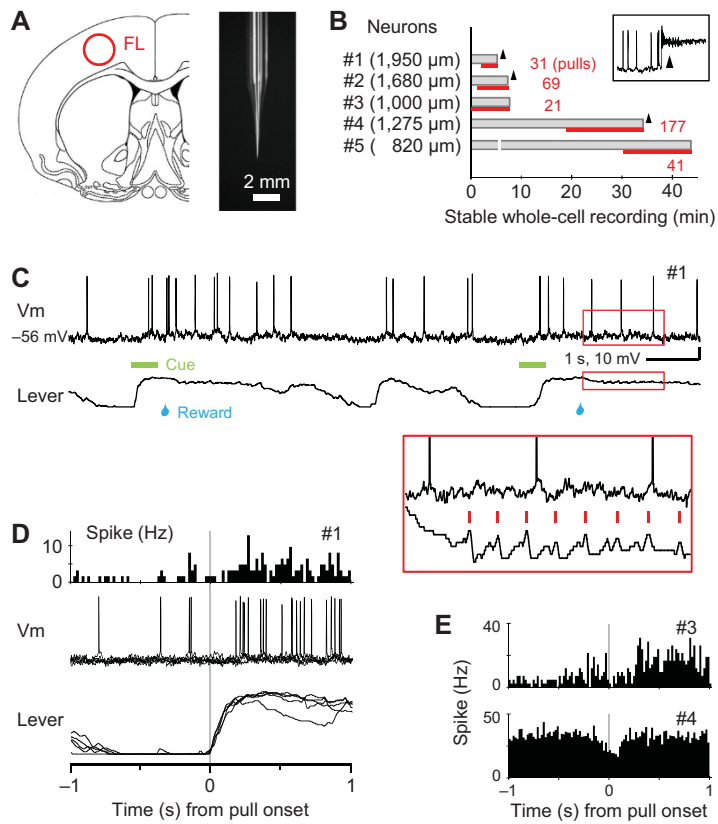 A
FL
2 mm
B
Neurons
#1 (1,950 µm)
31 (pulls)
#2 (1,680 µm)
69
#3 (1,000 µm)
21
#4 (1,275 µm)
177
#5 ( 820 µm)
41
0 10 20 30 40
Stable whole-cell recording (min)
C
#1
Vm
–56 mV
1 s, 10 mV
Cue
Lever
Reward
D
Spike (Hz)
#1
10
0
Vm
Lever
–1 0 1
Time (s) from pull onset
E
40
#3
0
Spike (Hz)
50
#4
0
–1 0 1
Time (s) from pull onset